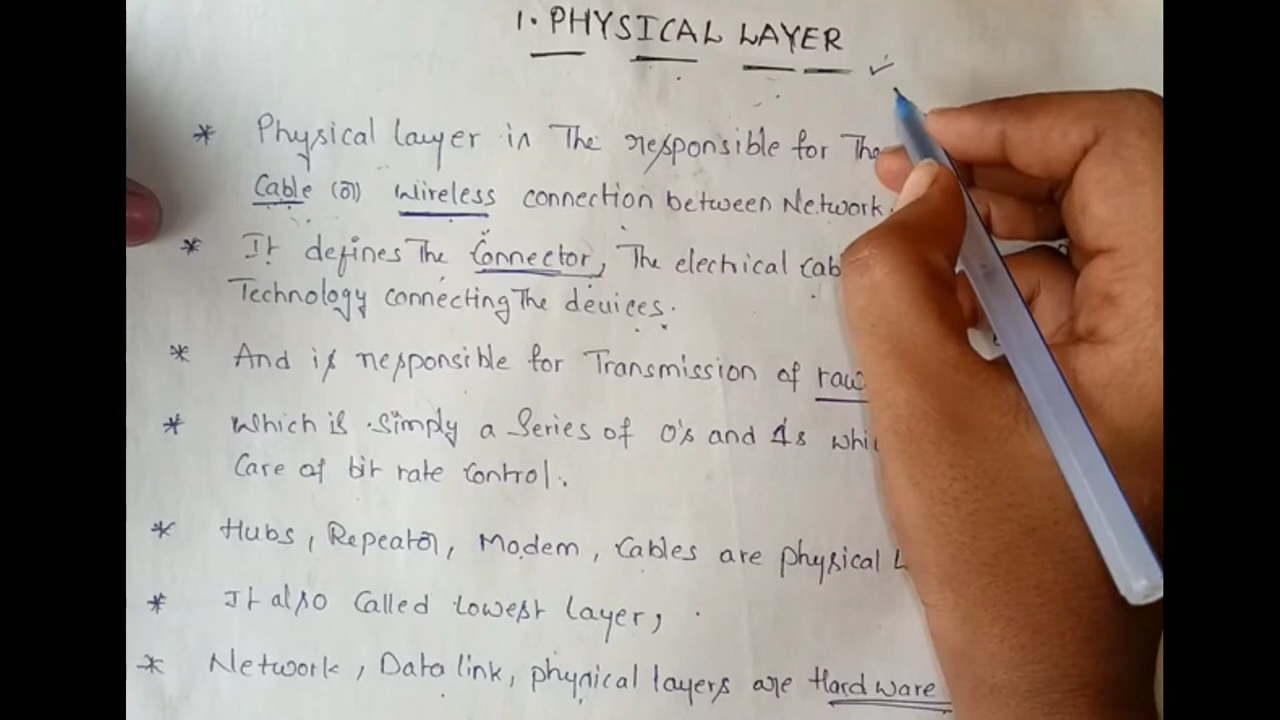 1. PHYSICAL LAYER
* Physical layer in The responsible for The
Cable (or) Wireless connection between Network.
* It defines The Connector, The electrical cab
Technology connecting The devices.
* And is responsible for Transmission of raw
* Which is simply a Series of 0's and 1s whi
Care of bit rate control.
* Hubs, Repeator, Modem, Cables are physical L
* It also Called Lowest layer,
* Network, Data link, physical layers are Hardware